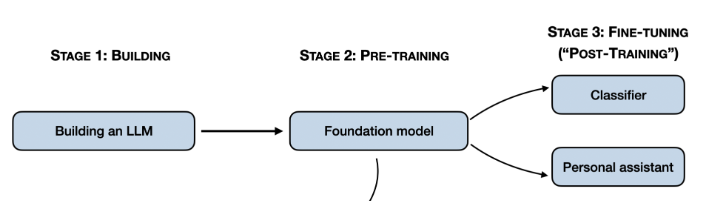 STAGE 1: BUILDING
STAGE 2: PRE-TRAINING
STAGE 3: FINE-TUNING
("POST-TRAINING")
Building an LLM
Foundation model
Classifier
Personal assistant